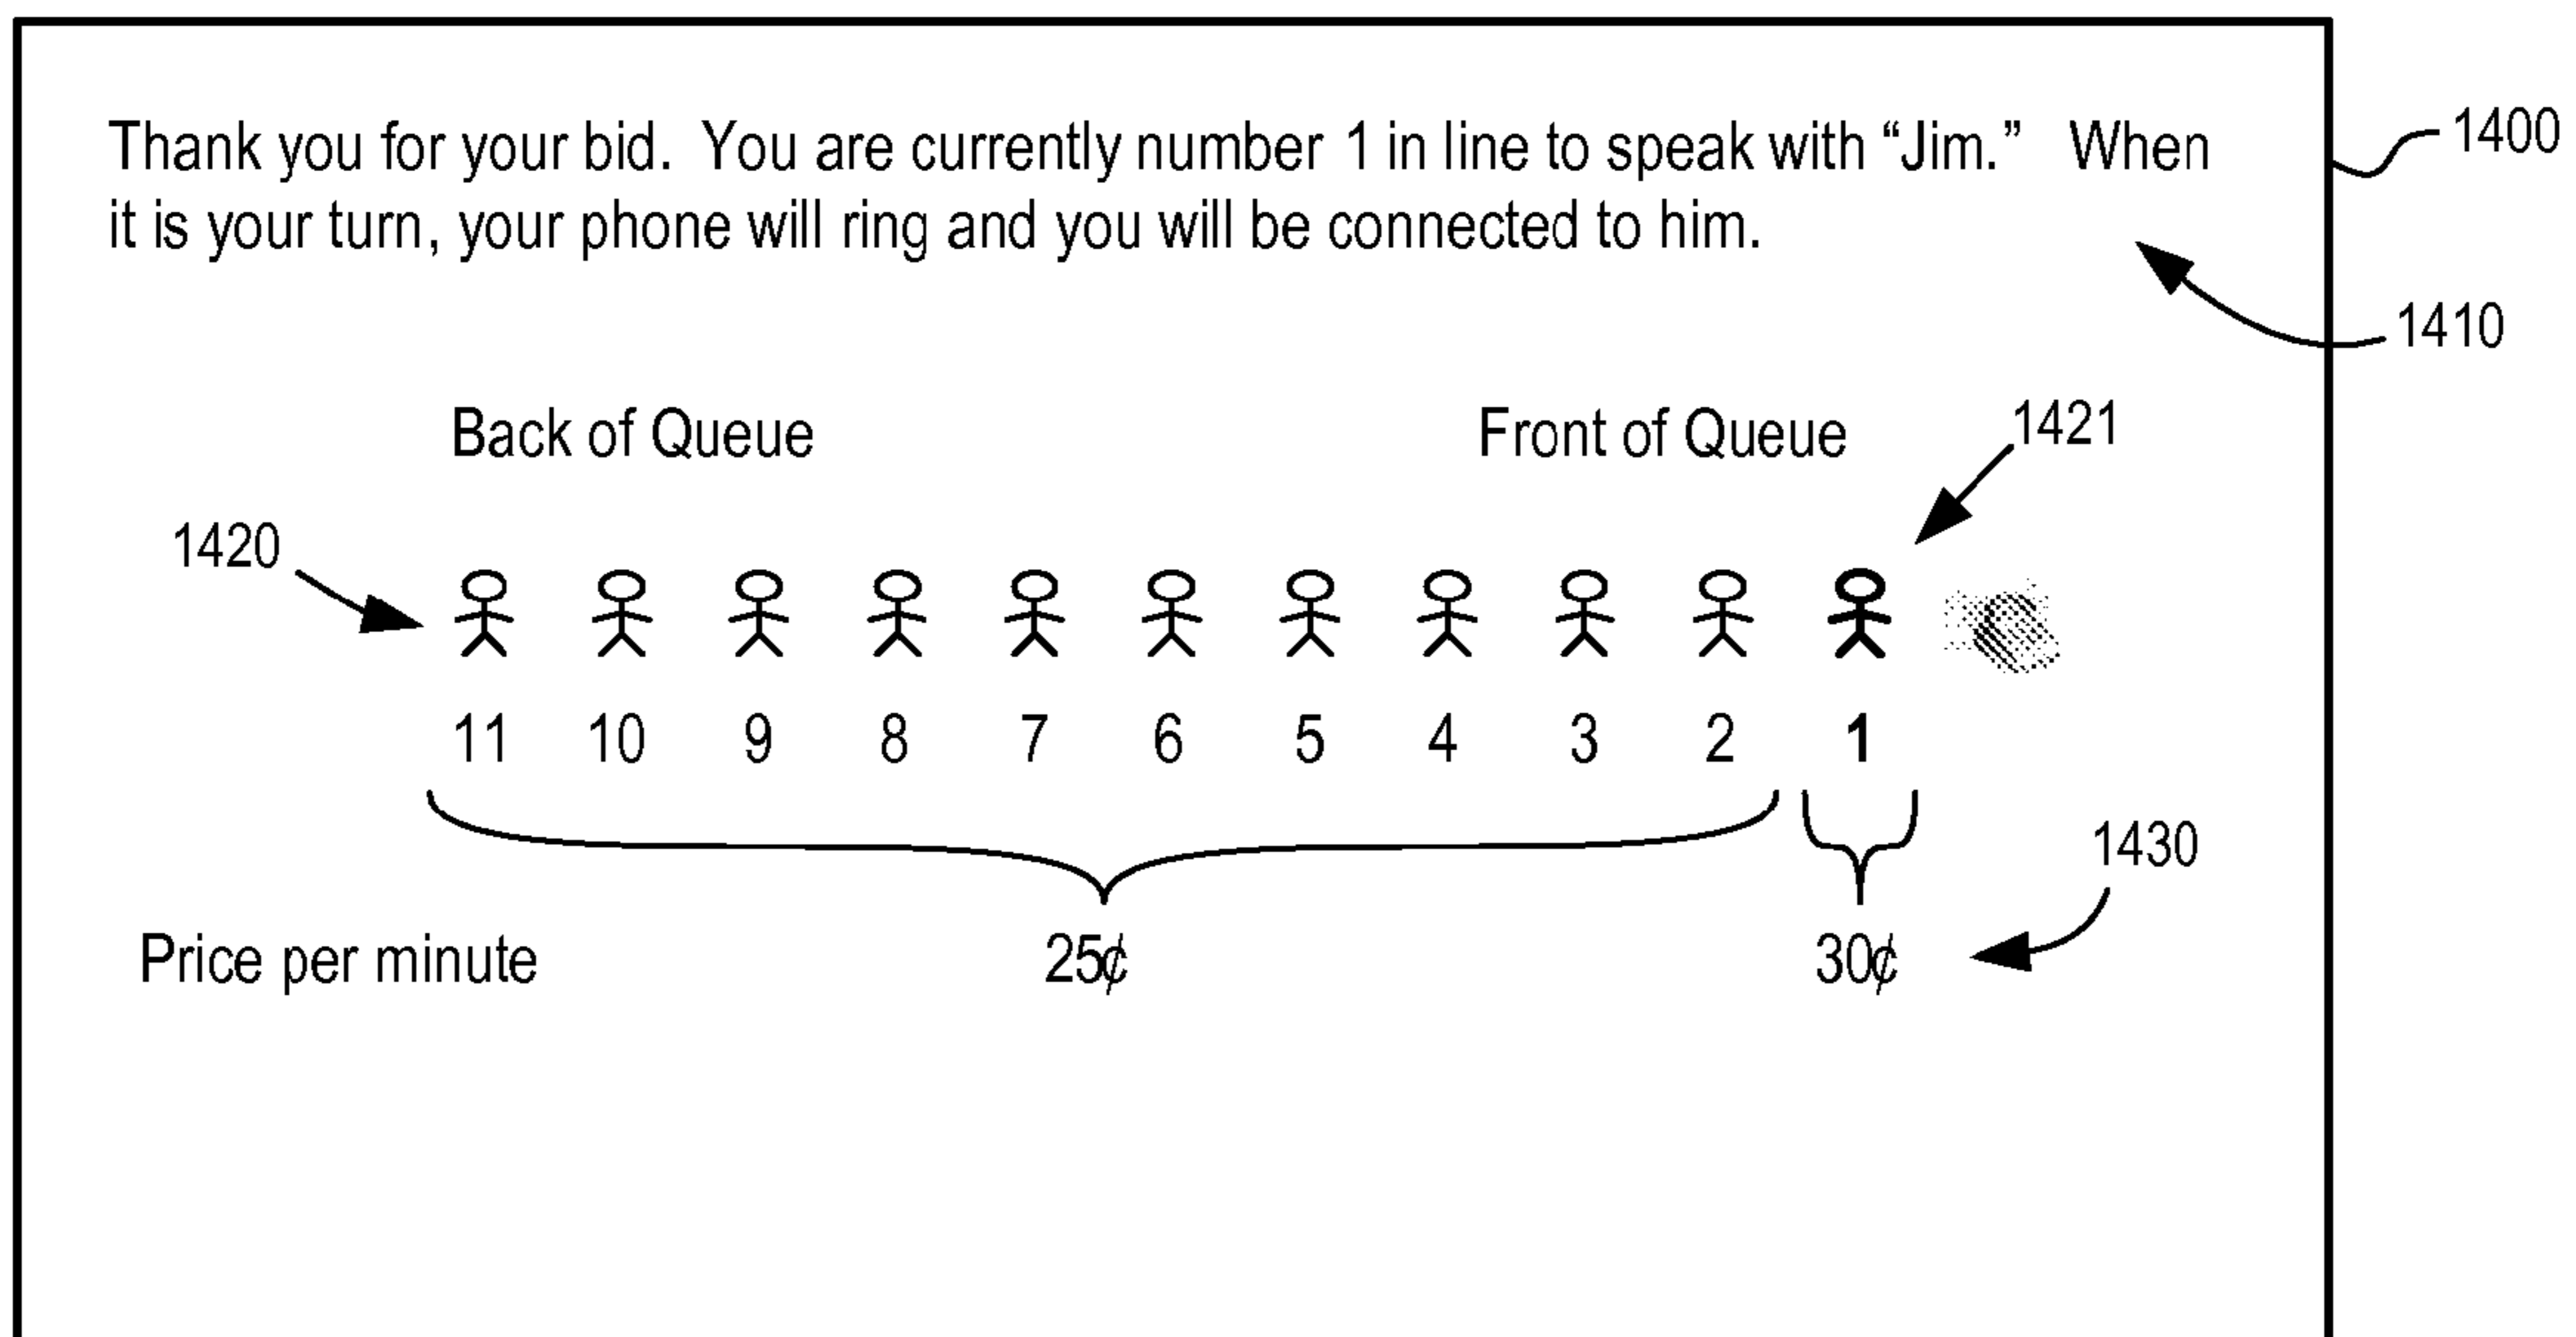 Thank you for your bid. You are currently number 1 in line to speak with “Jim.” When
it is your turn, your phone will ring and you will be connected to him.
1400
1410
Back of Queue
Front of Queue
1421
1420
11 10 9 8 7 6 5 4 3 2 1
1430
Price per minute 25¢ 30¢